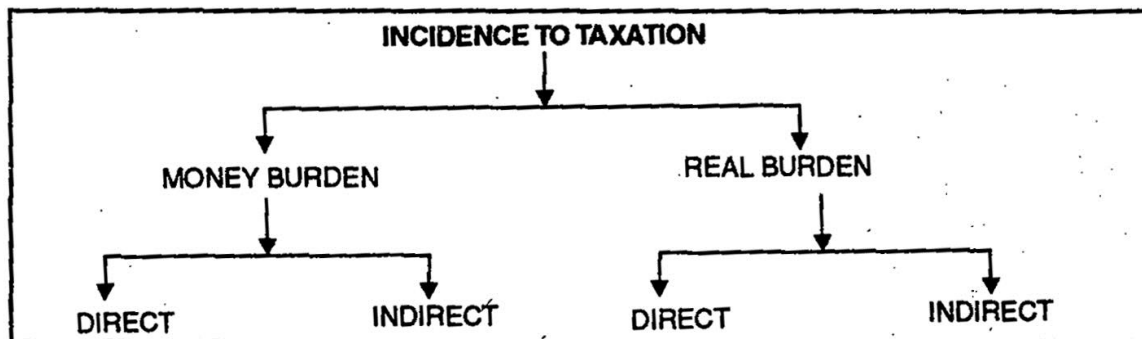 INCIDENCE TO TAXATION
MONEY BURDEN REAL BURDEN
DIRECT INDIRECT DIRECT INDIRECT